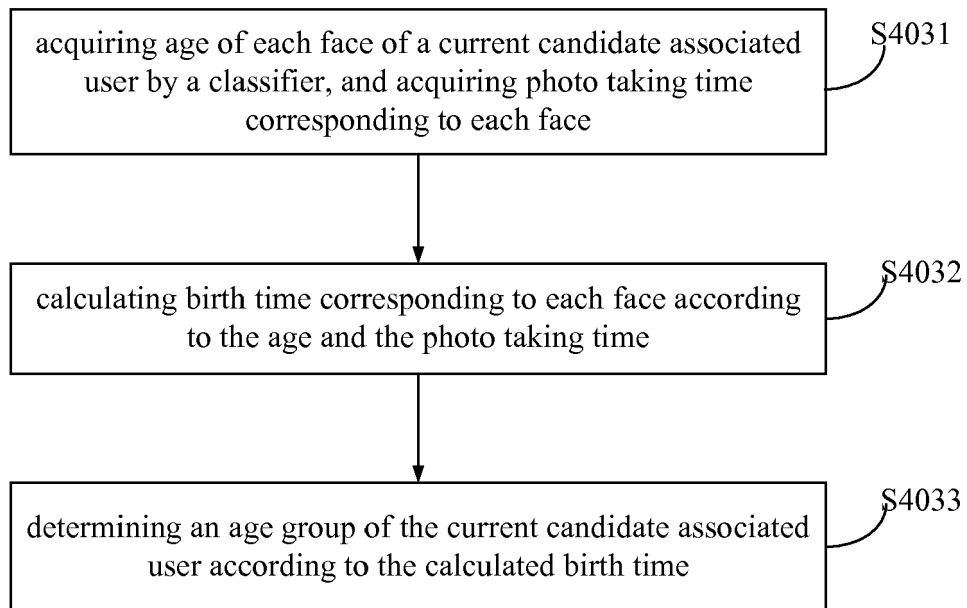 acquiring age of each face of a current candidate associated
user by a classifier, and acquiring photo taking time
corresponding to each face
S4031
calculating birth time corresponding to each face according
to the age and the photo taking time
S4032
determining an age group of the current candidate associated
user according to the calculated birth time
S4033